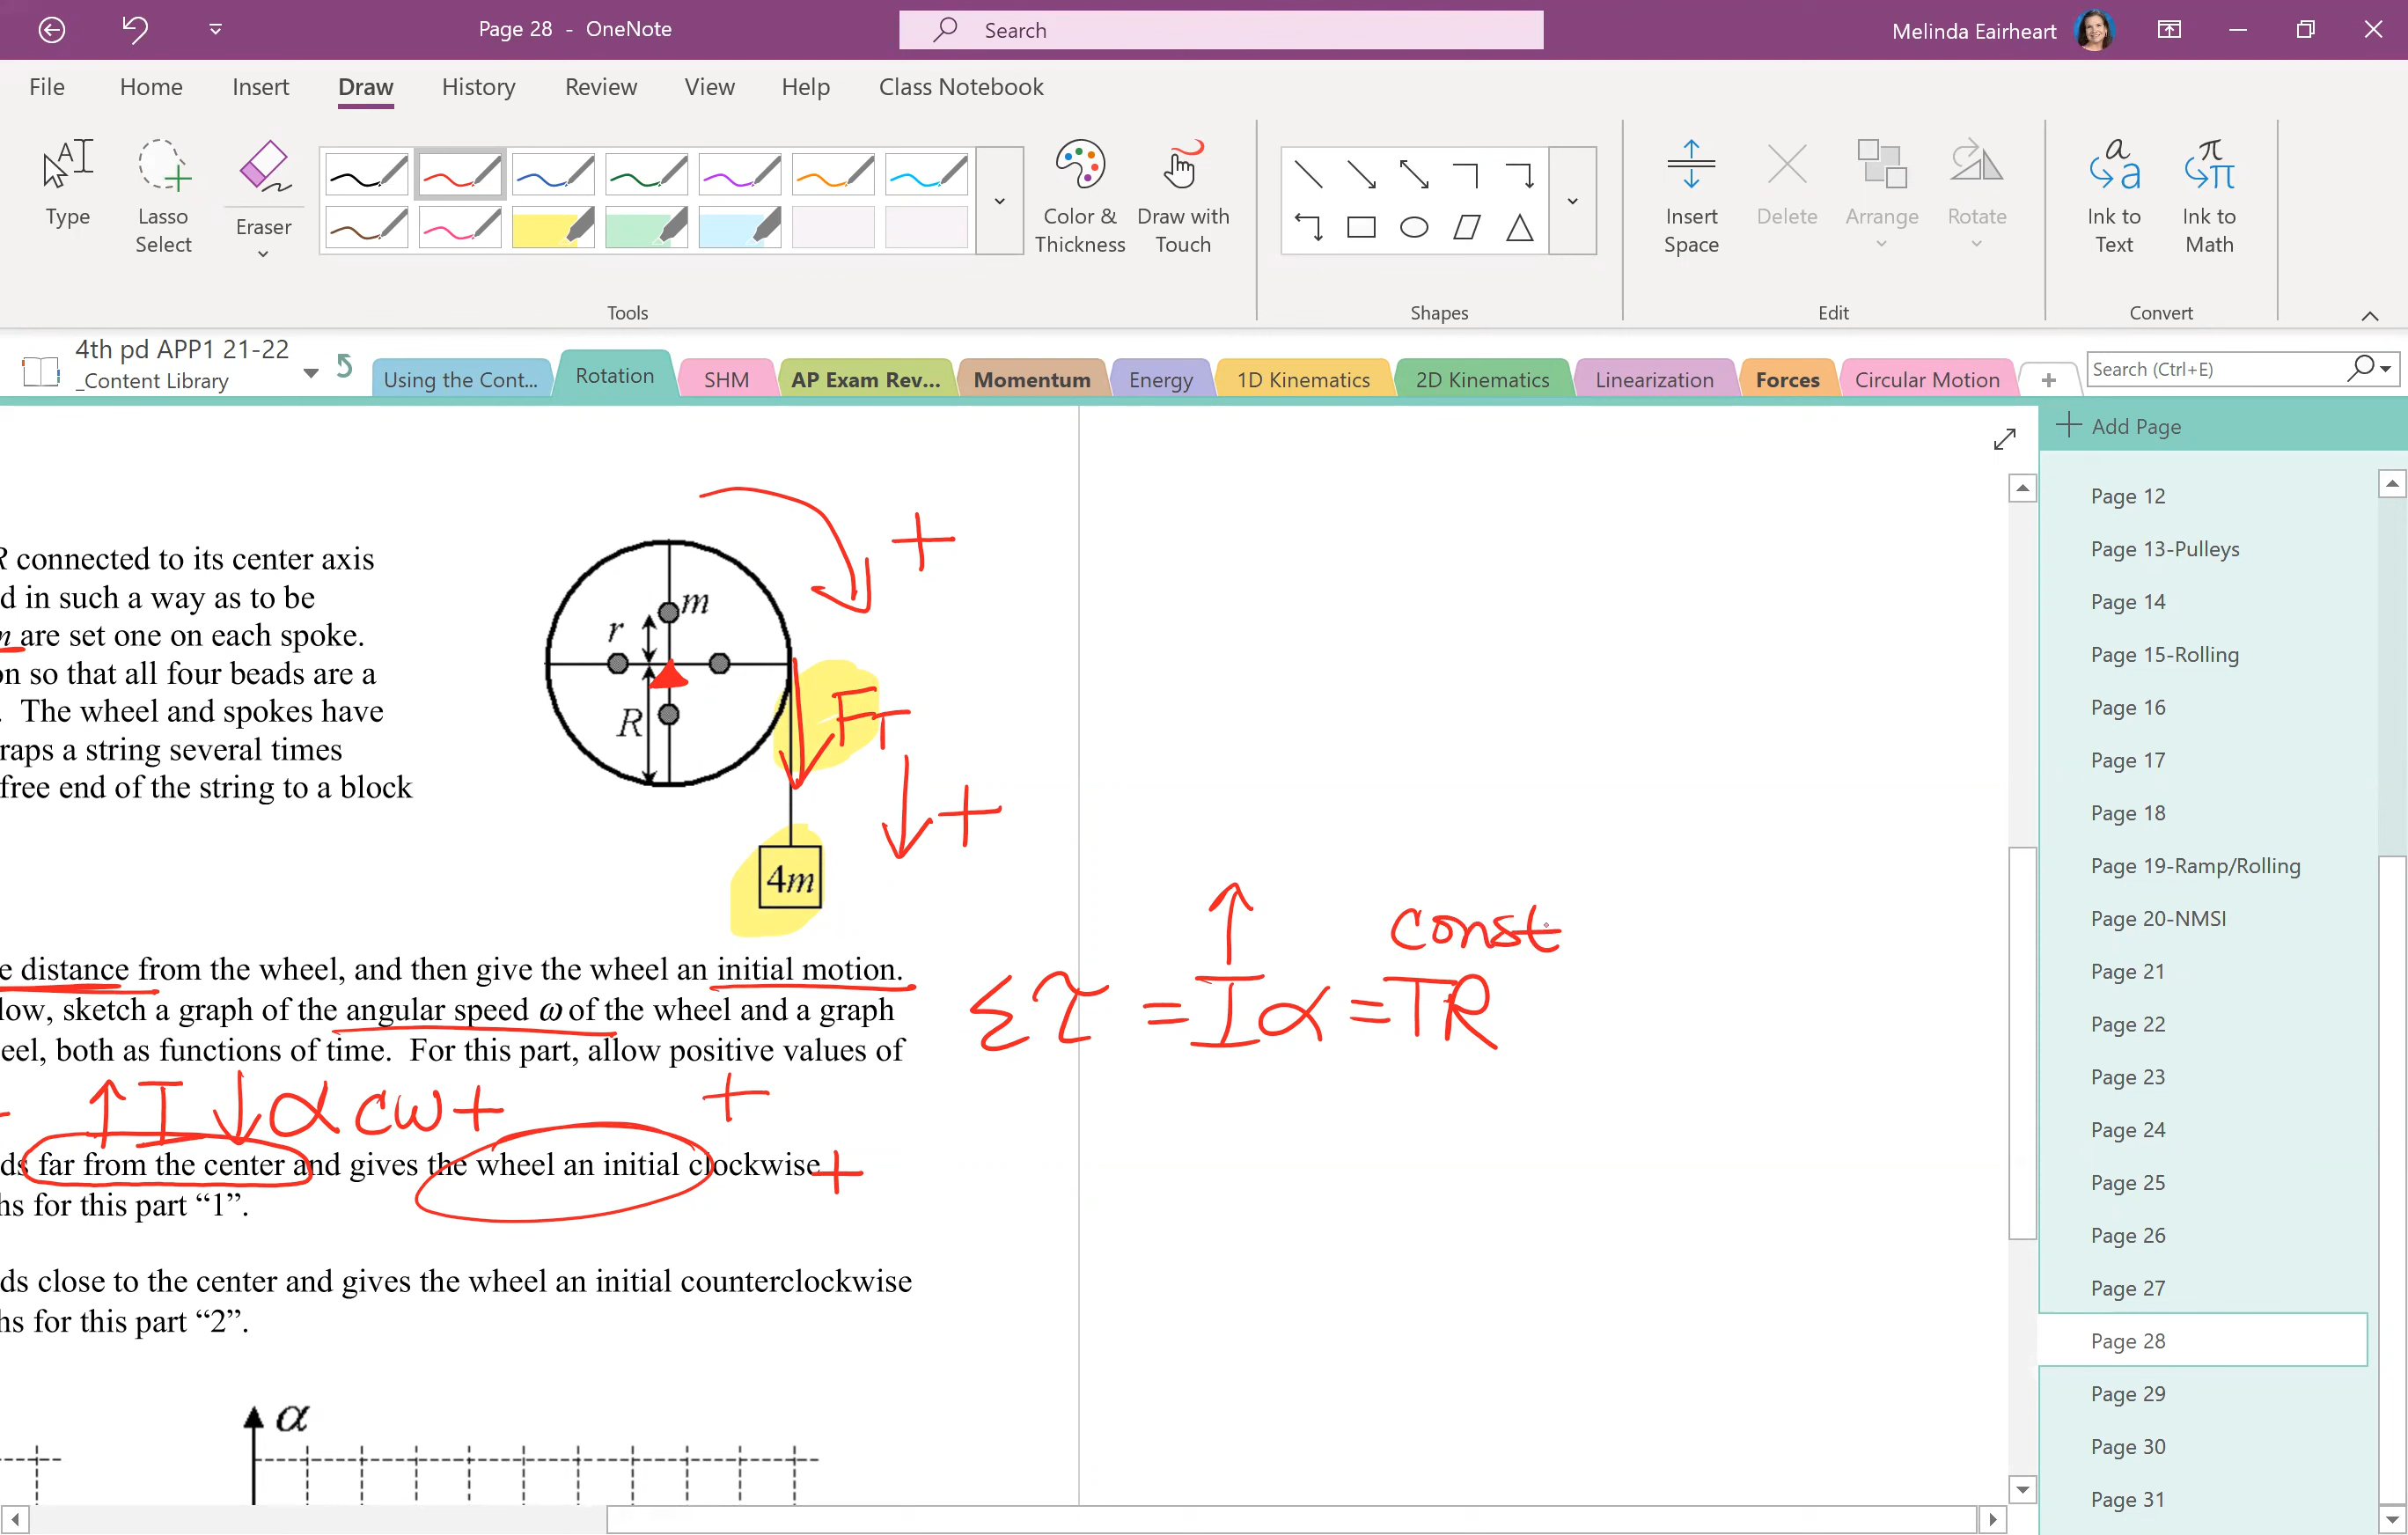 Page 28 - OneNote
Search
Melinda Eairheart
File Home Insert Draw History Review View Help Class Notebook
Type
Lasso Select
Eraser
Color & Thickness
Draw with Touch
Insert Space
Delete
Arrange
Rotate
Ink to Text
Ink to Math
Tools
Shapes
Edit
Convert
4th pd APP1 21-22
_Content Library
Using the Cont... Rotation SHM AP Exam Rev... Momentum Energy 1D Kinematics 2D Kinematics Linearization Forces Circular Motion +
Search (Ctrl+E)
Add Page
Page 12
Page 13-Pulleys
Page 14
Page 15-Rolling
Page 16
Page 17
Page 18
Page 19-Ramp/Rolling
Page 20-NMSI
Page 21
Page 22
Page 23
Page 24
Page 25
Page 26
Page 27
Page 28
Page 29
Page 30
Page 31
R connected to its center axis
d in such a way as to be
are set one on each spoke.
on so that all four beads are a
. The wheel and spokes have
raps a string several times
free end of the string to a block
+
m
r
R
F_T
+
4m
e distance from the wheel, and then give the wheel an initial motion.
low, sketch a graph of the angular speed ω of the wheel and a graph
eel, both as functions of time. For this part, allow positive values of
const
Στ = Iα = TR
↑I ↓α cw + +
ds far from the center and gives the wheel an initial clockwise +
hs for this part “1”.
ds close to the center and gives the wheel an initial counterclockwise
hs for this part “2”.
α